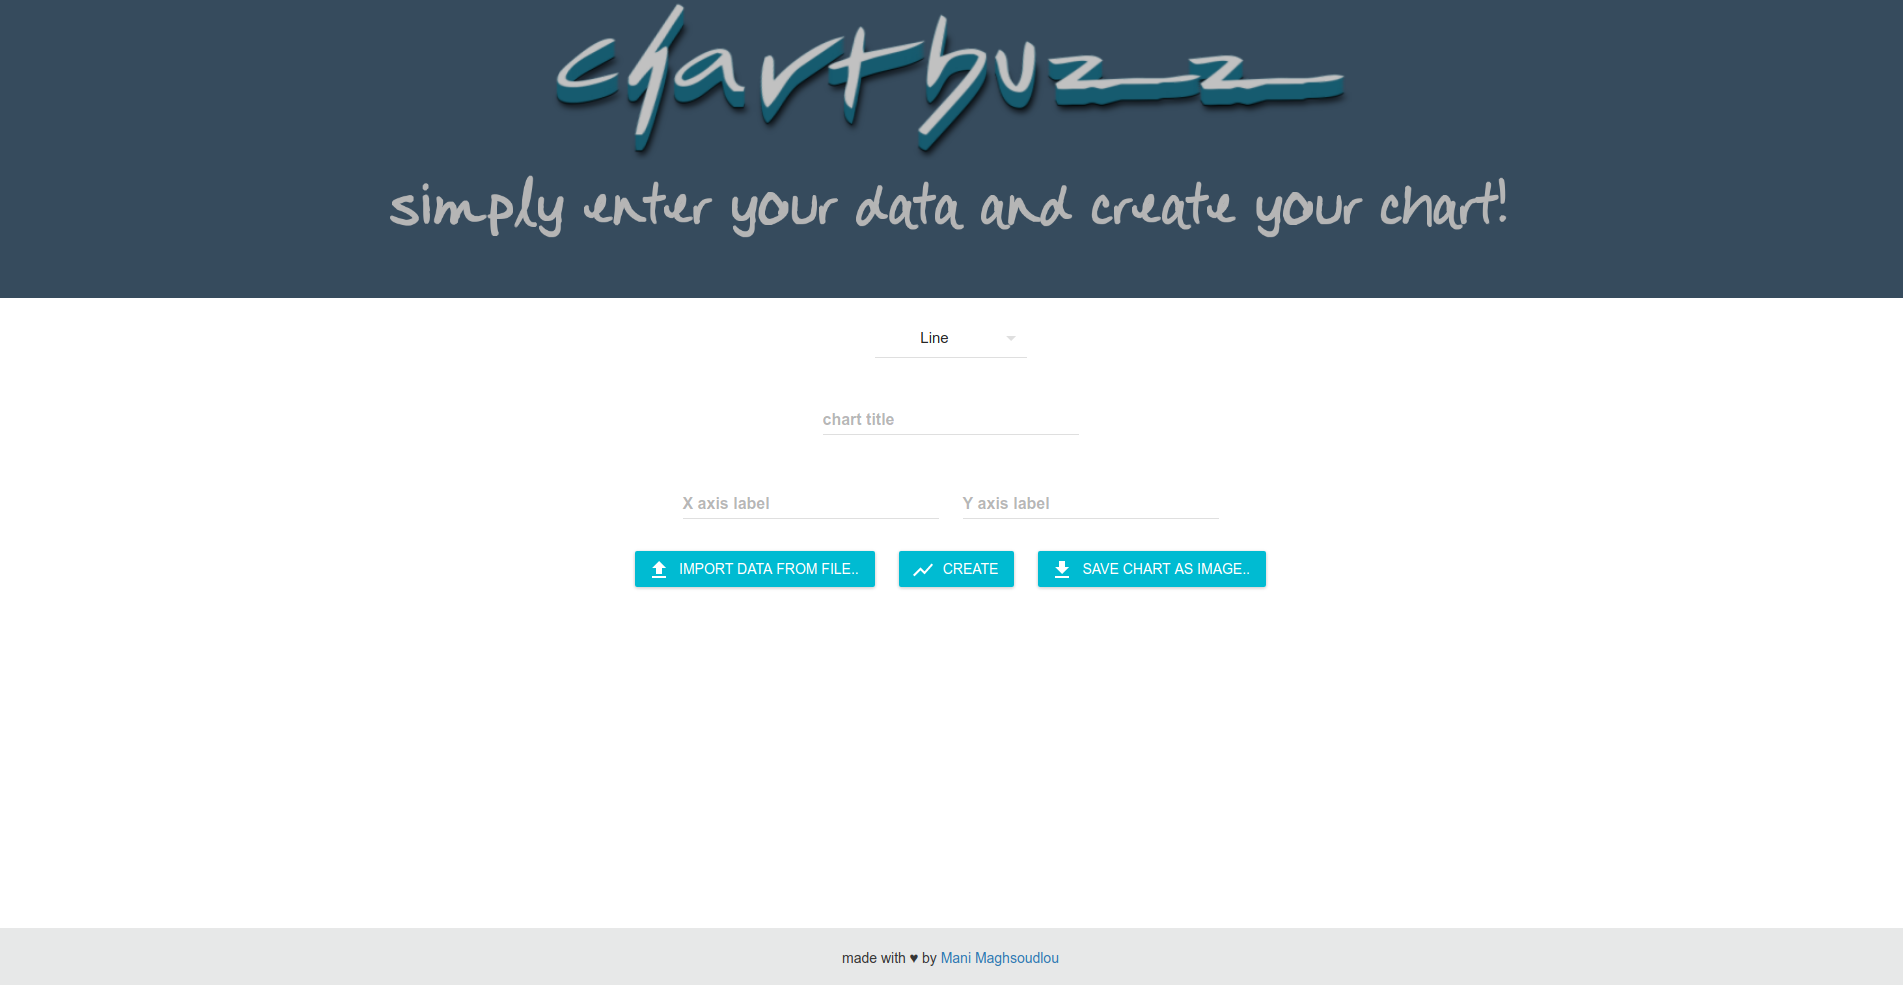 chartbuzz
simply enter your data and create your chart!
Line
chart title
X axis label Y axis label
IMPORT DATA FROM FILE.. CREATE SAVE CHART AS IMAGE..
made with ♥ by Mani Maghsoudlou